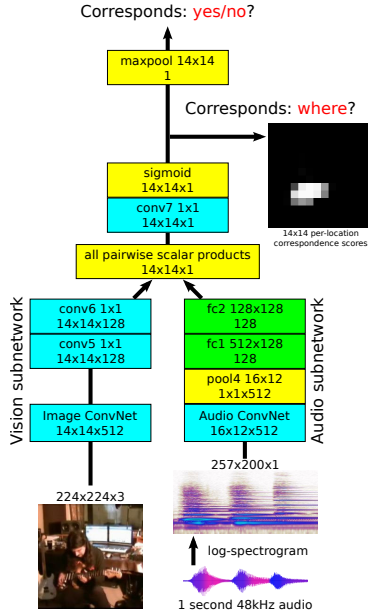 Corresponds: yes/no?
maxpool 14x14
1
Corresponds: where?
sigmoid
14x14x1
conv7 1x1
14x14x1
14x14 per-location
correspondence scores
all pairwise scalar products
14x14x1
Vision subnetwork
conv6 1x1
14x14x128
conv5 1x1
14x14x128
Image ConvNet
14x14x512
224x224x3
fc2 128x128
128
fc1 512x128
128
pool4 16x12
1x1x512
Audio ConvNet
16x12x512
Audio subnetwork
257x200x1
log-spectrogram
1 second 48kHz audio